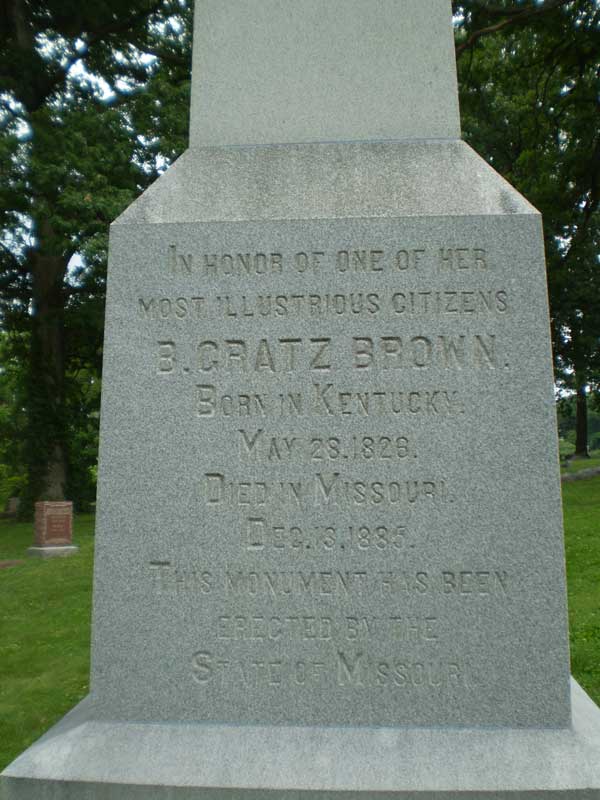 In honor of one of her
most illustrious citizens
B. GRATZ BROWN.
Born in Kentucky.
May 28.1826.
Died in Missouri.
Dec. 13.1885.
This monument has been
erected by the
State of Missouri.